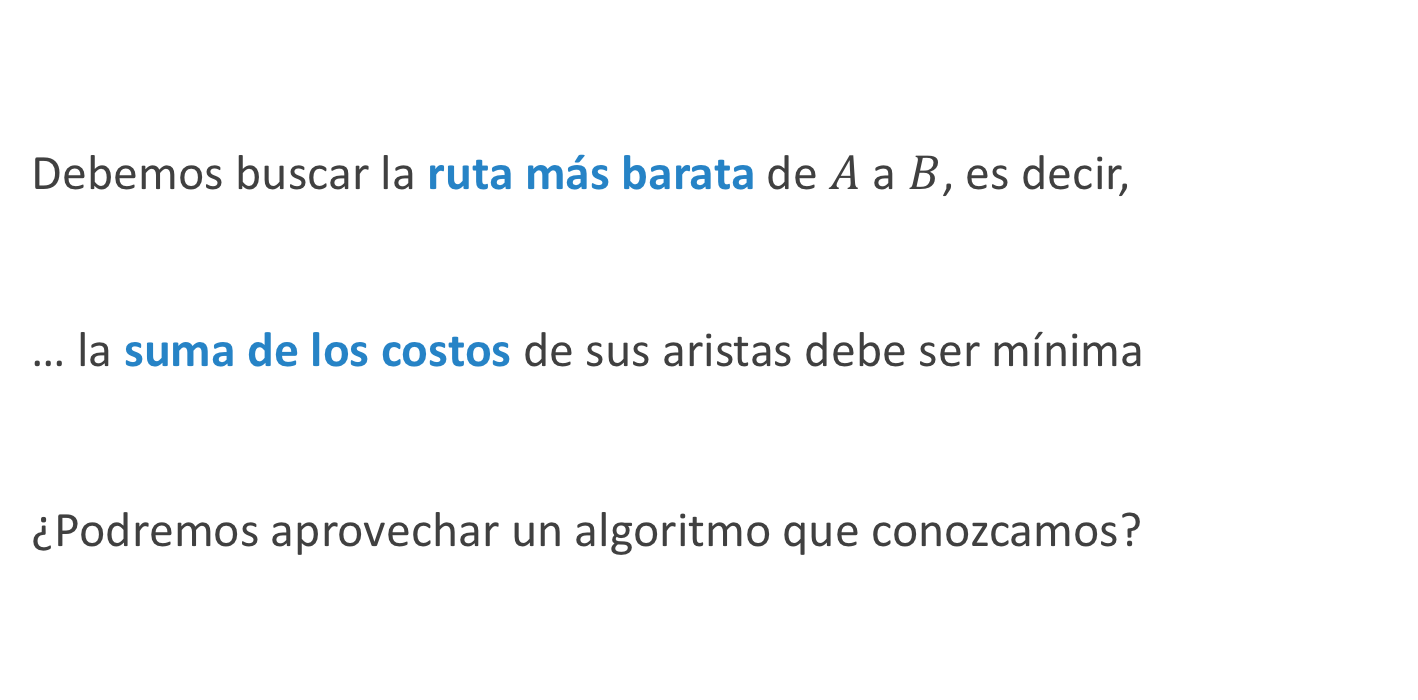 Debemos buscar la ruta más barata de A a B, es decir,
… la suma de los costos de sus aristas debe ser mínima
¿Podremos aprovechar un algoritmo que conozcamos?